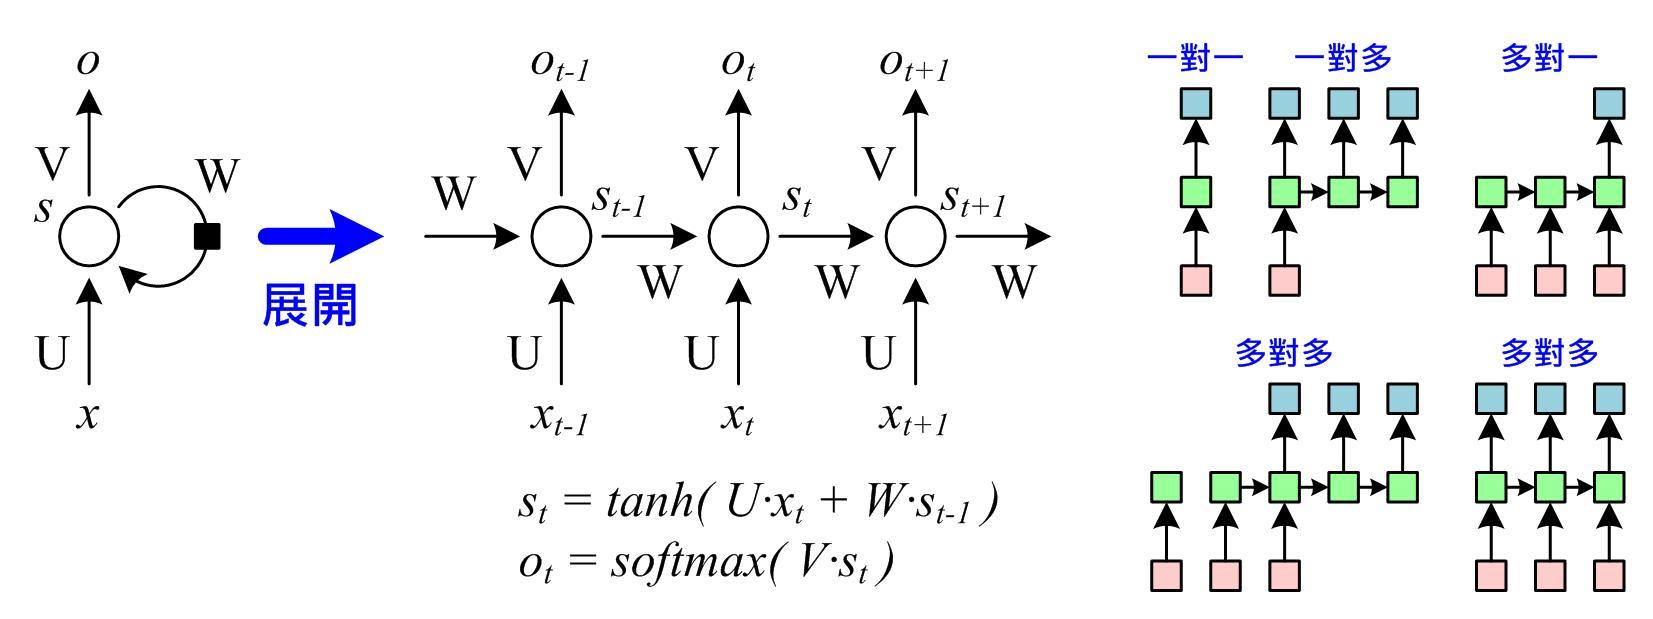 o
V
s
W
U
x
展開
W
o_{t-1}
V
s_{t-1}
W
U
x_{t-1}
o_t
V
s_t
W
U
x_t
o_{t+1}
V
s_{t+1}
W
U
x_{t+1}
s_t = tanh( U·x_t + W·s_{t-1} )
o_t = softmax( V·s_t )
一對一
一對多
多對一
多對多
多對多